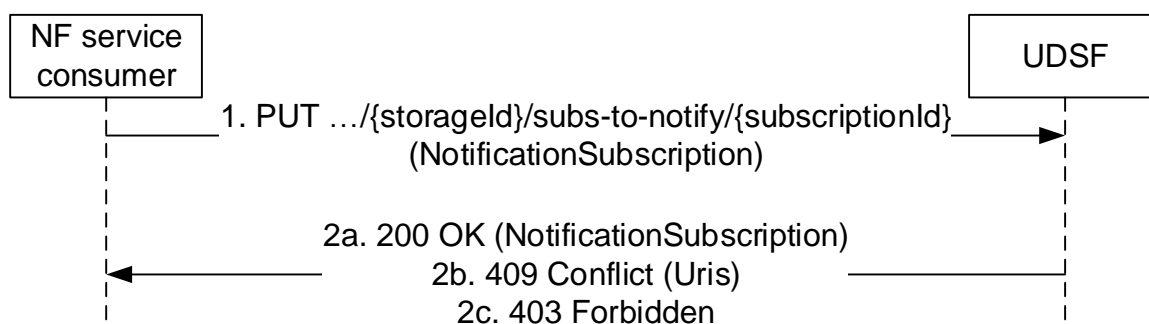 NF service
consumer
UDSF
1. PUT …/{storageId}/subs-to-notify/{subscriptionId}
(NotificationSubscription)
2a. 200 OK (NotificationSubscription)
2b. 409 Conflict (Uris)
2c. 403 Forbidden